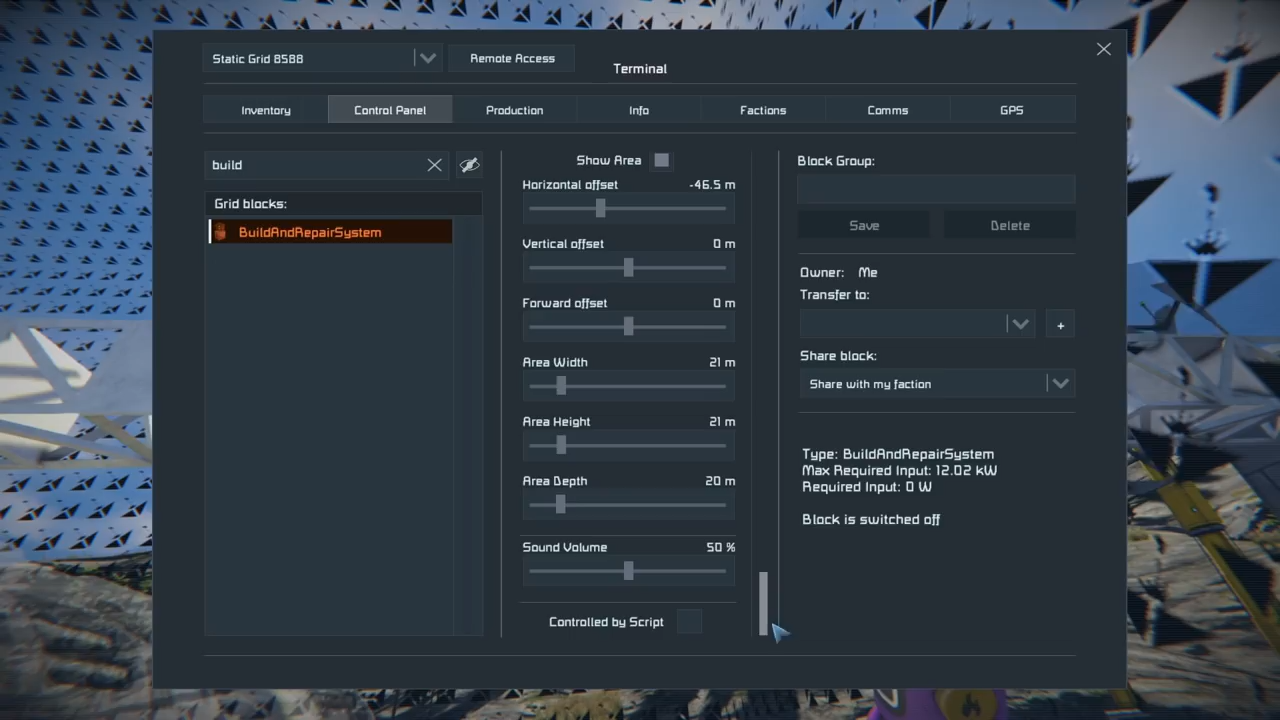 Static Grid 8588
Remote Access
Terminal
Inventory
Control Panel
Production
Info
Factions
Comms
GPS
build
Grid blocks:
BuildAndRepairSystem
Show Area
Horizontal offset -46.5 m
Vertical offset 0 m
Forward offset 0 m
Area Width 21 m
Area Height 21 m
Area Depth 20 m
Sound Volume 50 %
Controlled by Script
Block Group:
Save
Delete
Owner: Me
Transfer to:
+
Share block:
Share with my faction
Type: BuildAndRepairSystem
Max Required Input: 12.02 kW
Required Input: 0 W
Block is switched off